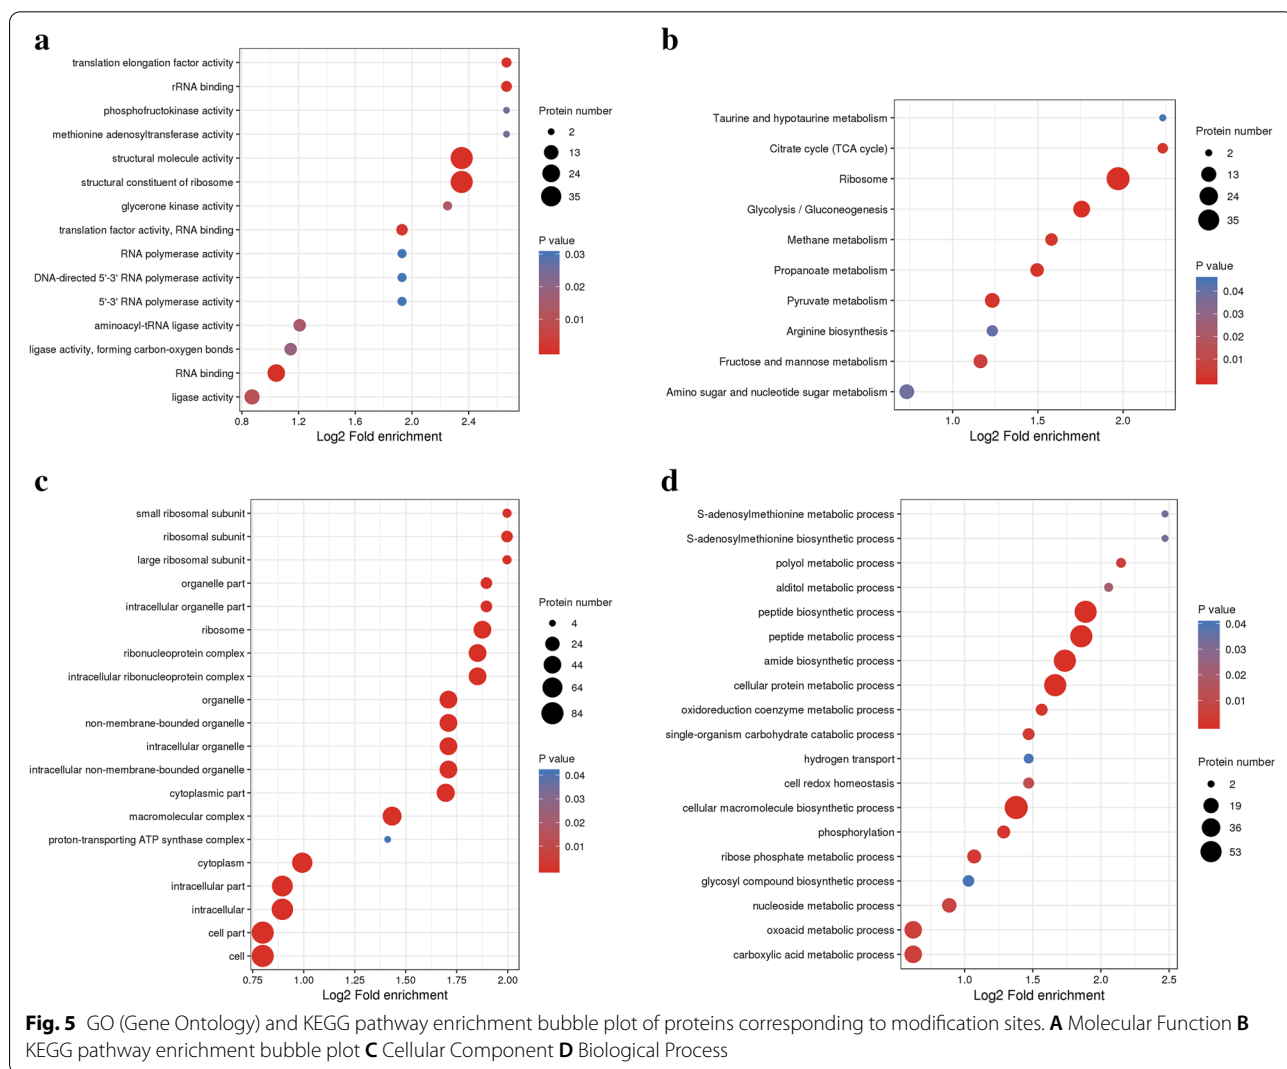 a
translation elongation factor activity
rRNA binding
phosphofructokinase activity
methionine adenosyltransferase activity
structural molecule activity
structural constituent of ribosome
glycerone kinase activity
translation factor activity, RNA binding
RNA polymerase activity
DNA-directed 5'-3' RNA polymerase activity
5'-3' RNA polymerase activity
aminoacyl-tRNA ligase activity
ligase activity, forming carbon-oxygen bonds
RNA binding
ligase activity
0.8 1.2 1.6 2.0 2.4
Log2 Fold enrichment
Protein number
2
13
24
35
P value
0.03
0.02
0.01
b
Taurine and hypotaurine metabolism
Citrate cycle (TCA cycle)
Ribosome
Glycolysis / Gluconeogenesis
Methane metabolism
Propanoate metabolism
Pyruvate metabolism
Arginine biosynthesis
Fructose and mannose metabolism
Amino sugar and nucleotide sugar metabolism
1.0 1.5 2.0
Log2 Fold enrichment
Protein number
2
13
24
35
P value
0.04
0.03
0.02
0.01
c
small ribosomal subunit
ribosomal subunit
large ribosomal subunit
organelle part
intracellular organelle part
ribosome
ribonucleoprotein complex
intracellular ribonucleoprotein complex
organelle
non-membrane-bounded organelle
intracellular organelle
intracellular non-membrane-bounded organelle
cytoplasmic part
macromolecular complex
proton-transporting ATP synthase complex
cytoplasm
intracellular part
intracellular
cell part
cell
0.75 1.00 1.25 1.50 1.75 2.00
Log2 Fold enrichment
Protein number
4
24
44
64
84
P value
0.04
0.03
0.02
0.01
d
S-adenosylmethionine metabolic process
S-adenosylmethionine biosynthetic process
polyol metabolic process
alditol metabolic process
peptide biosynthetic process
peptide metabolic process
amide biosynthetic process
cellular protein metabolic process
oxidoreduction coenzyme metabolic process
single-organism carbohydrate catabolic process
hydrogen transport
cell redox homeostasis
cellular macromolecule biosynthetic process
phosphorylation
ribose phosphate metabolic process
glycosyl compound biosynthetic process
nucleoside metabolic process
oxoacid metabolic process
carboxylic acid metabolic process
1.0 1.5 2.0 2.5
Log2 Fold enrichment
P value
0.04
0.03
0.02
0.01
Protein number
2
19
36
53
Fig. 5 GO (Gene Ontology) and KEGG pathway enrichment bubble plot of proteins corresponding to modification sites. A Molecular Function B
KEGG pathway enrichment bubble plot C Cellular Component D Biological Process